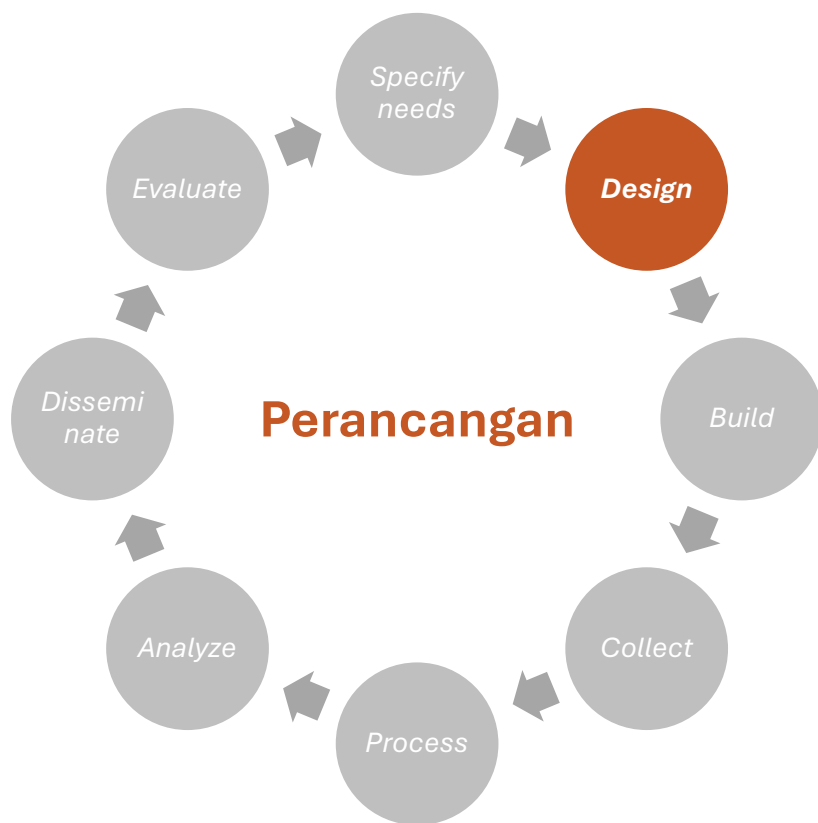 Specify
needs
Design
Build
Collect
Process
Analyze
Dissemi
nate
Evaluate
Perancangan